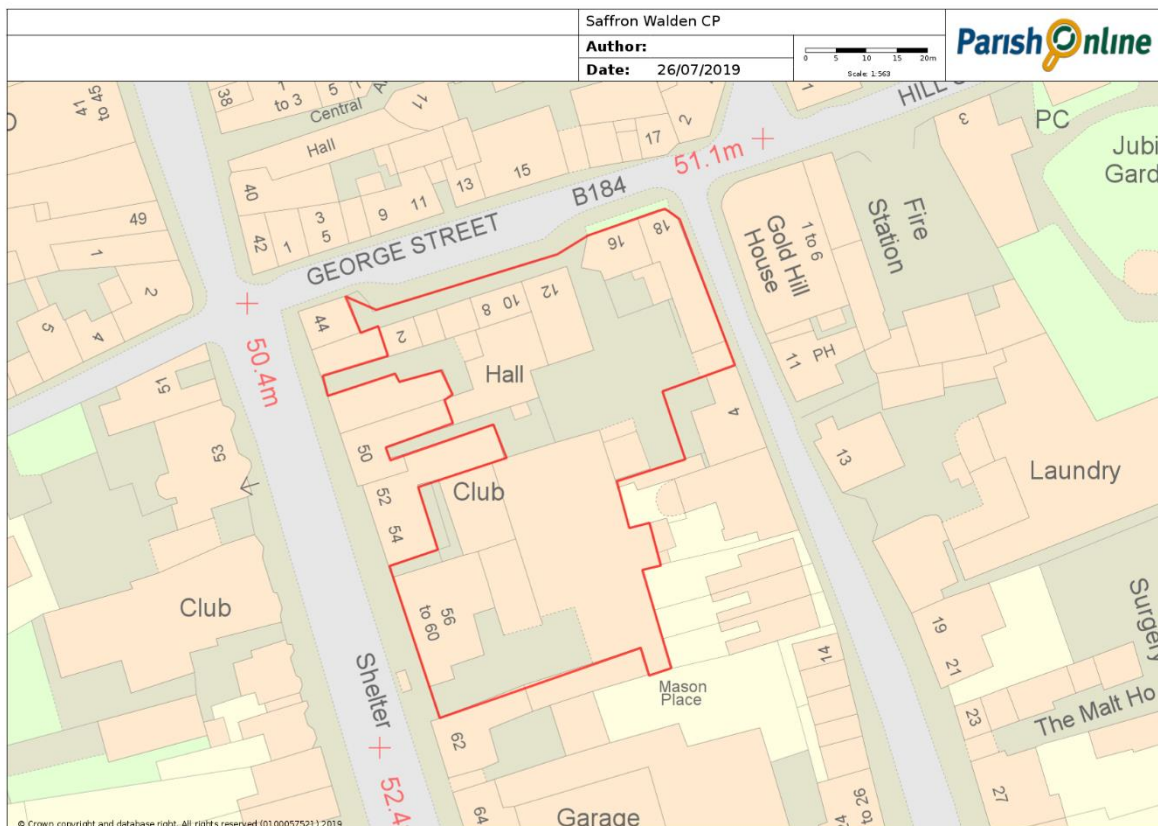 Saffron Walden CP
Author:
Date: 26/07/2019
0 5 10 15 20m
Scale: 1:563
Parish Online
41
to 45
38
1
to 3
5
1
Central
Hall
11
40
42
1
3
5
9
11
13
15
17
2
1
HILL
PC
3
Jubi
Gard
49
1
2
4
5
GEORGE STREET
B184
51.1m
16
18
Gold Hill
House
1 to 6
Fire
Station
44
2
8
10
12
50.4m
Hall
11
PH
51
53
50
52
54
Club
4
13
Laundry
Club
56
to 60
Shelter
14
19
21
Surgery
Mason
Place
62
64
52.4
Garage
23
The Malt Ho
27
24
to 26
© Crown copyright and database right. All rights reserved (0100057521) 2019